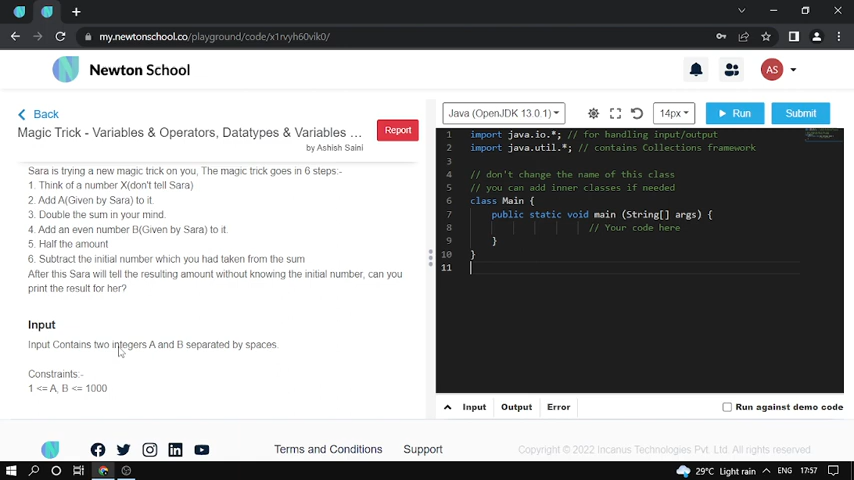 my.newtonschool.co/playground/code/x1rvyh60vik0/
Newton School
AS
Back
Magic Trick - Variables & Operators, Datatypes & Variables ...
by Ashish Saini
Report
Sara is trying a new magic trick on you, The magic trick goes in 6 steps:-
1. Think of a number X(don't tell Sara)
2. Add A(Given by Sara) to it.
3. Double the sum in your mind.
4. Add an even number B(Given by Sara) to it.
5. Half the amount
6. Subtract the initial number which you had taken from the sum
After this Sara will tell the resulting amount without knowing the initial number, can you
print the result for her?
Input
Input Contains two integers A and B separated by spaces.
Constraints:-
1 <= A, B <= 1000
Java (OpenJDK 13.0.1)
14px
Run
Submit
1 import java.io.*; // for handling input/output
2 import java.util.*; // contains Collections framework
3
4 // don't change the name of this class
5 // you can add inner classes if needed
6 class Main {
7 public static void main (String[] args) {
8 // Your code here
9 }
10 }
11
Input Output Error
Run against demo code
Terms and Conditions Support
Copyright © 2022 Incanus Technologies Pvt. Ltd. All rights reserved.
29°C Light rain ENG 17:57